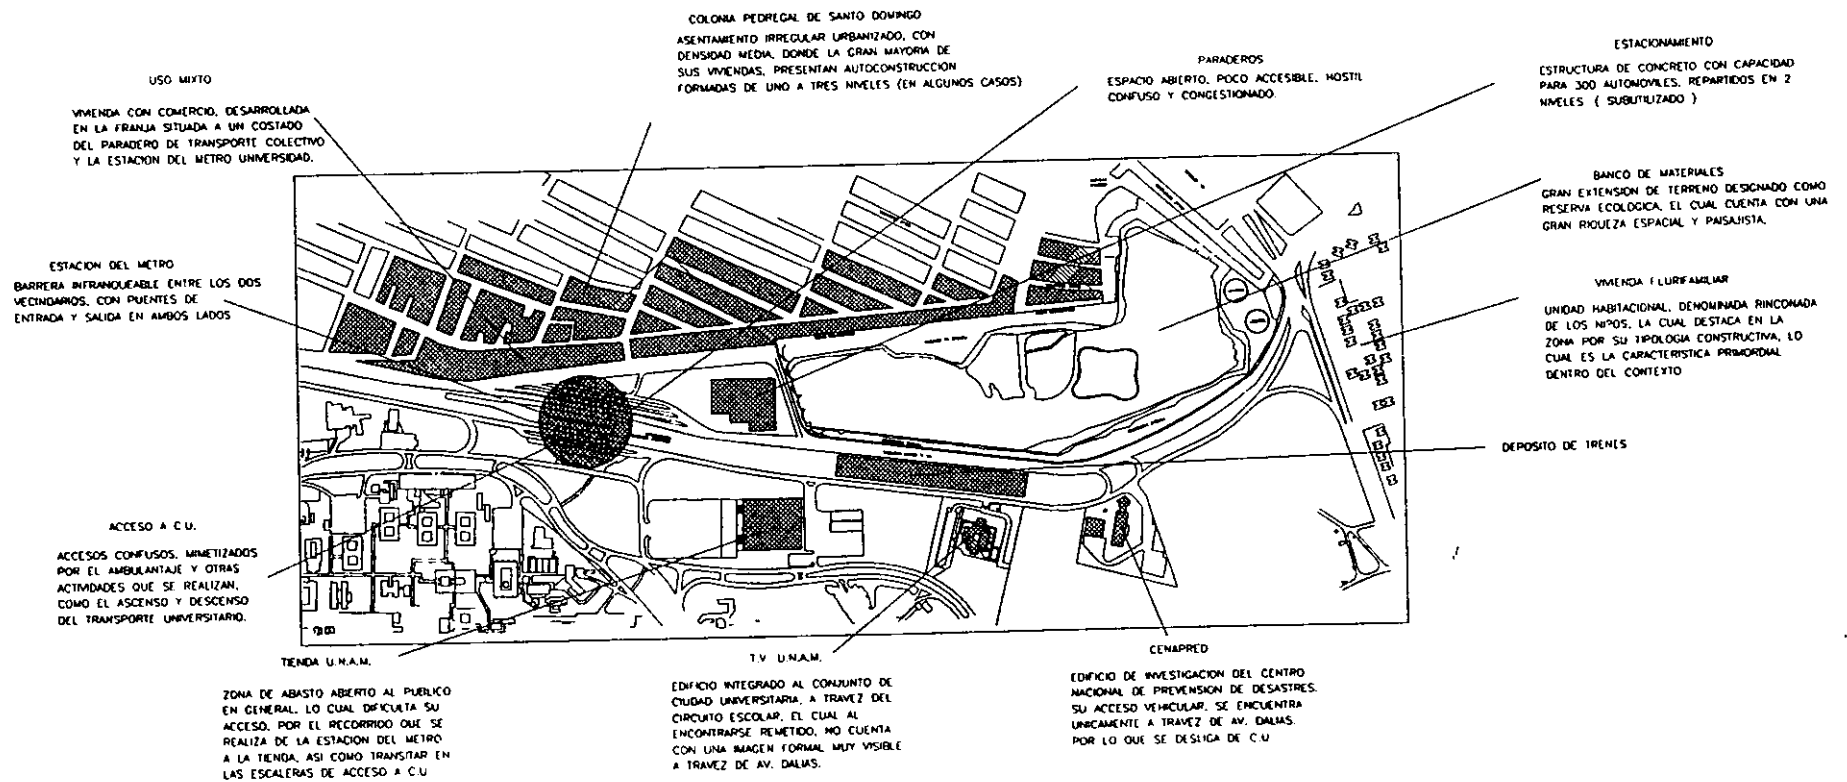 COLONIA PEDREGAL DE SANTO DOMINGO
ASENTAMIENTO IRREGULAR URBANIZADO, CON
DENSIDAD MEDIA, DONDE LA GRAN MAYORIA DE
SUS VIVIENDAS, PRESENTAN AUTOCONSTRUCCION
FORMADAS DE UNO A TRES NIVELES (EN ALGUNOS CASOS)
USO MIXTO
VIVIENDA CON COMERCIO, DESARROLLADA
EN LA FRANJA SITUADA A UN COSTADO
DEL PARADERO DE TRANSPORTE COLECTIVO
Y LA ESTACION DEL METRO UNIVERSIDAD.
PARADEROS
ESPACIO ABIERTO, POCO ACCESIBLE, HOSTIL
CONFUSO Y CONGESTIONADO.
ESTACIONAMIENTO
ESTRUCTURA DE CONCRETO CON CAPACIDAD
PARA 300 AUTOMOVILES, REPARTIDOS EN 2
NIVELES ( SUBUTILIZADO )
BANCO DE MATERIALES
GRAN EXTENSION DE TERRENO DESIGNADO COMO
RESERVA ECOLOGICA, EL CUAL CUENTA CON UNA
GRAN RIQUEZA ESPACIAL Y PAISAJISTA.
ESTACION DEL METRO
BARRERA INFRANQUEABLE ENTRE LOS DOS
VECINDARIOS, CON PUENTES DE
ENTRADA Y SALIDA EN AMBOS LADOS
VIVIENDA PLURIFAMILIAR
UNIDAD HABITACIONAL, DENOMINADA RINCONADA
DE LOS NIÑOS, LA CUAL DESTACA EN LA
ZONA POR SU TIPOLOGIA CONSTRUCTIVA, LO
CUAL ES LA CARACTERISTICA PRIMORDIAL
DENTRO DEL CONTEXTO
DEPOSITO DE TRENES
ACCESO A C.U.
ACCESOS CONFUSOS, MIMETIZADOS
POR EL AMBULANTAJE Y OTRAS
ACTIVIDADES QUE SE REALIZAN,
COMO EL ASCENSO Y DESCENSO
DEL TRANSPORTE UNIVERSITARIO.
TIENDA U.N.A.M.
ZONA DE ABASTO ABIERTO AL PUBLICO
EN GENERAL, LO CUAL DIFICULTA SU
ACCESO, POR EL RECORRIDO QUE SE
REALIZA DE LA ESTACION DEL METRO
A LA TIENDA, ASI COMO TRANSITAR EN
LAS ESCALERAS DE ACCESO A C.U
T.V U.N.A.M.
EDIFICIO INTEGRADO AL CONJUNTO DE
CIUDAD UNIVERSITARIA, A TRAVEZ DEL
CIRCUITO ESCOLAR, EL CUAL AL
ENCONTRARSE REMETIDO, NO CUENTA
CON UNA IMAGEN FORMAL MUY VISIBLE
A TRAVEZ DE AV. DALIAS.
CENAPRED
EDIFICIO DE INVESTIGACION DEL CENTRO
NACIONAL DE PREVENSION DE DESASTRES.
SU ACCESO VEHICULAR, SE ENCUENTRA
UNICAMENTE A TRAVEZ DE AV. DALIAS.
POR LO QUE SE DESLIGA DE C.U